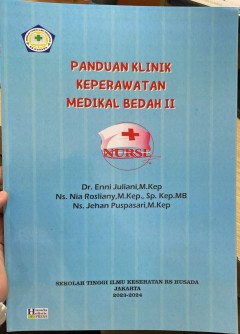 PANDUAN KLINIK
KEPERAWATAN
MEDIKAL BEDAH II
NURSE
Dr. Enni Juliani,M.Kep
Ns. Nia Rosliany,M.Kep., Sp. Kep.MB
Ns. Jehan Puspasari,M.Kep
SEKOLAH TINGGI ILMU KESEHATAN RS HUSADA
JAKARTA
2023-2024